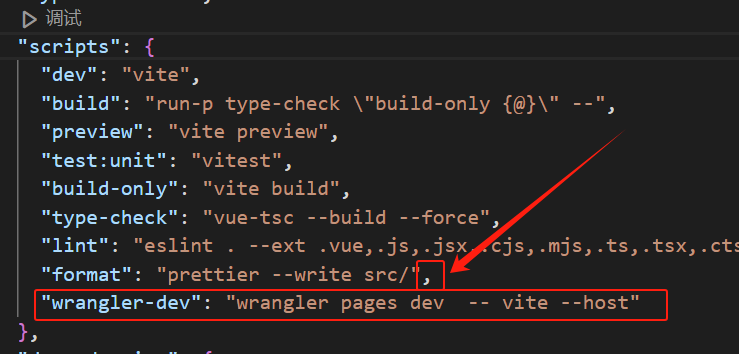 调试
"scripts": {
"dev": "vite",
"build": "run-p type-check \"build-only {@}\" --",
"preview": "vite preview",
"test:unit": "vitest",
"build-only": "vite build",
"type-check": "vue-tsc --build --force",
"lint": "eslint . --ext .vue,.js,.jsx,.cjs,.mjs,.ts,.tsx,.cts
"format": "prettier --write src/",
"wrangler-dev": "wrangler pages dev  -- vite --host"
},